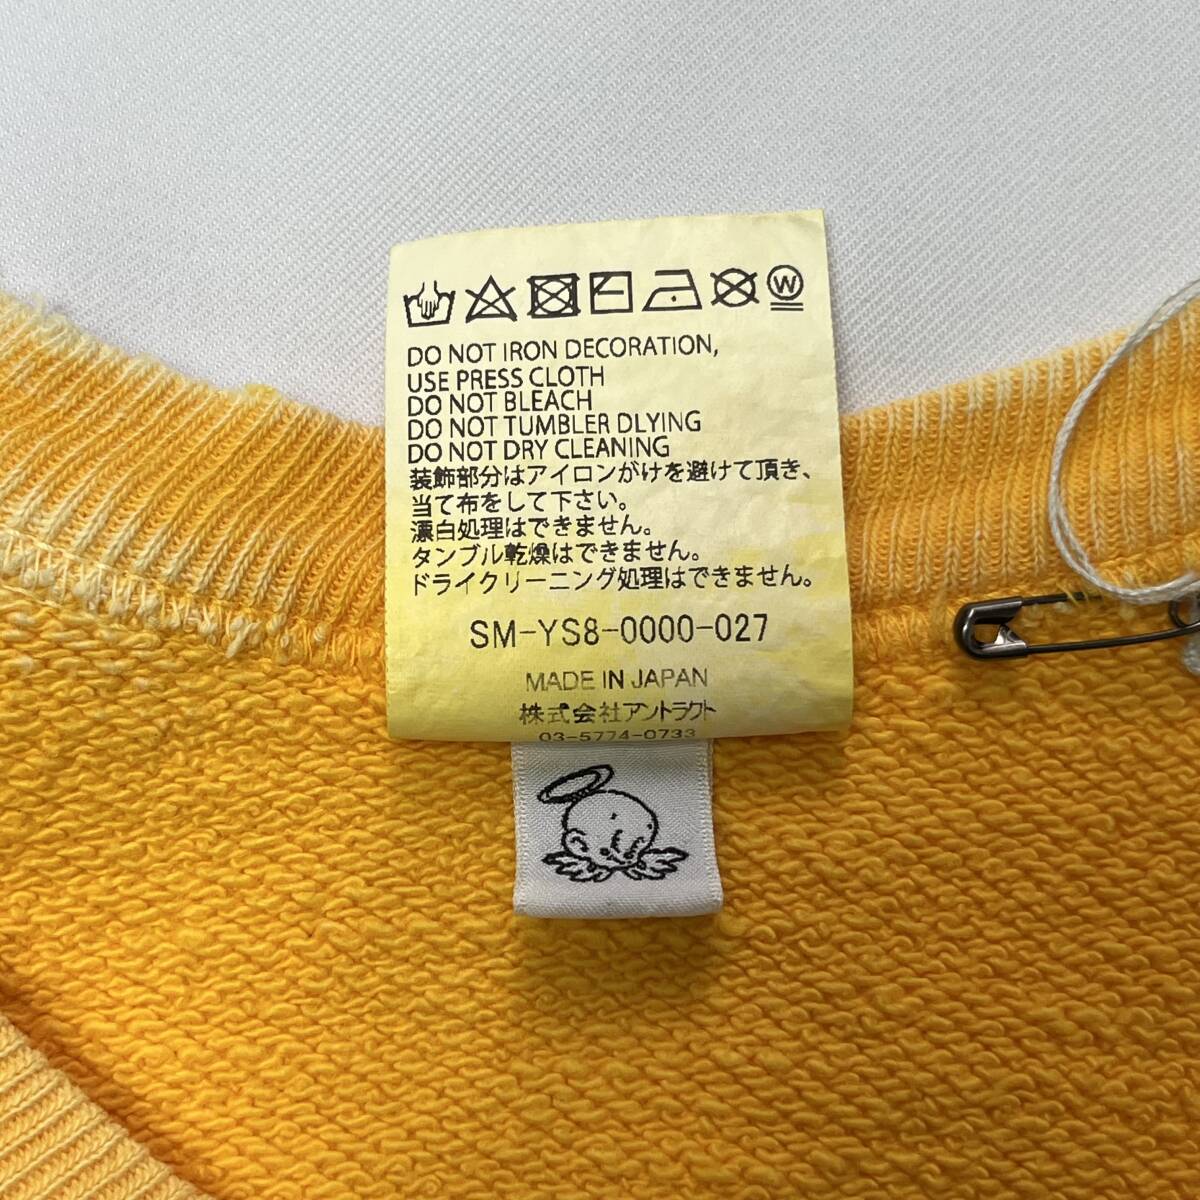 W
DO NOT IRON DECORATION,
USE PRESS CLOTH
DO NOT BLEACH
DO NOT TUMBLER DLYING
DO NOT DRY CLEANING
装飾部分はアイロンがけを避けて頂き、
当て布をして下さい。
漂白処理はできません。
タンブル乾燥はできません。
ドライクリーニング処理はできません。
SM-YS8-0000-027
MADE IN JAPAN
株式会社アントラクト
03-5774-0733